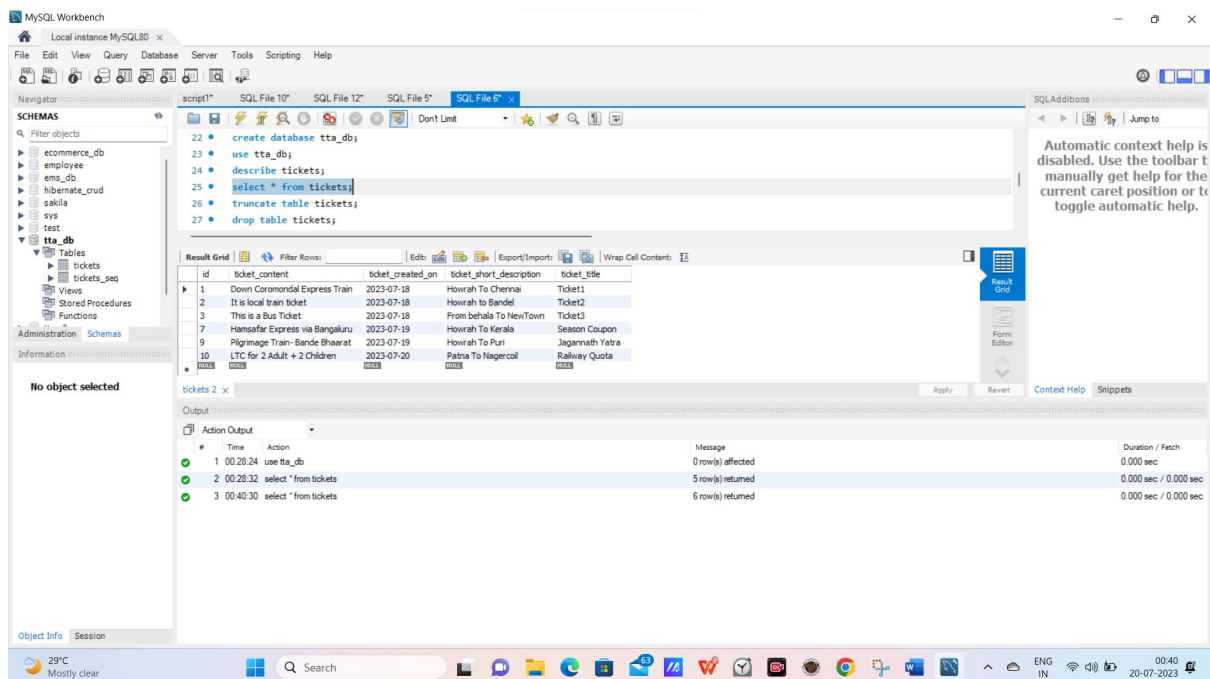 MySQL Workbench
Local instance MySQL80 ×
File Edit View Query Database Server Tools Scripting Help
Navigator
script1* SQL File 10* SQL File 12* SQL File 5* SQL File 6* ×
SQLAdditions
SCHEMAS
Filter objects
Don't Limit
Jump to
ecommerce_db
employee
ems_db
hibernate_crud
sakila
sys
test
tta_db
Tables
tickets
tickets_seq
Views
Stored Procedures
Functions
Administration Schemas
Information
No object selected
Object Info Session
22 create database tta_db;
23 use tta_db;
24 describe tickets;
25 select * from tickets;
26 truncate table tickets;
27 drop table tickets;
Result Grid Filter Rows: Edit: Export/Import: Wrap Cell Content:
id ticket_content ticket_created_on ticket_short_description ticket_title
1 Down Coromondal Express Train 2023-07-18 Howrah To Chennai Ticket1
2 It is local train ticket 2023-07-18 Howrah to Bandel Ticket2
3 This is a Bus Ticket 2023-07-18 From behala To NewTown Ticket3
7 Hamsafar Express via Bangaluru 2023-07-19 Howrah To Kerala Season Coupon
9 Pilgrimage Train- Bande Bhaarat 2023-07-19 Howrah To Puri Jagannath Yatra
10 LTC for 2 Adult + 2 Children 2023-07-20 Patna To Nagercoil Railway Quota
NULL NULL NULL NULL NULL
Result
Grid
Form
Editor
tickets 2 ×
Apply Revert
Automatic context help is
disabled. Use the toolbar t
manually get help for the
current caret position or to
toggle automatic help.
Context Help Snippets
Output
Action Output
# Time Action Message Duration / Fetch
1 00:28:24 use tta_db 0 row(s) affected 0.000 sec
2 00:28:32 select * from tickets 5 row(s) returned 0.000 sec / 0.000 sec
3 00:40:30 select * from tickets 6 row(s) returned 0.000 sec / 0.000 sec
29°C
Mostly clear
Search
63
ENG
IN
00:40
20-07-2023